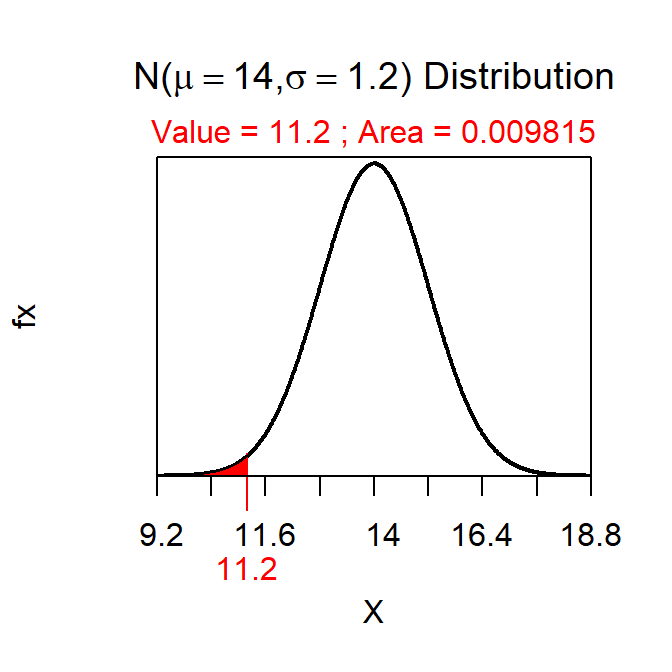 N(μ = 14,σ = 1.2) Distribution
Value = 11.2 ; Area = 0.009815
fx
9.2 11.6 14 16.4 18.8
11.2
X